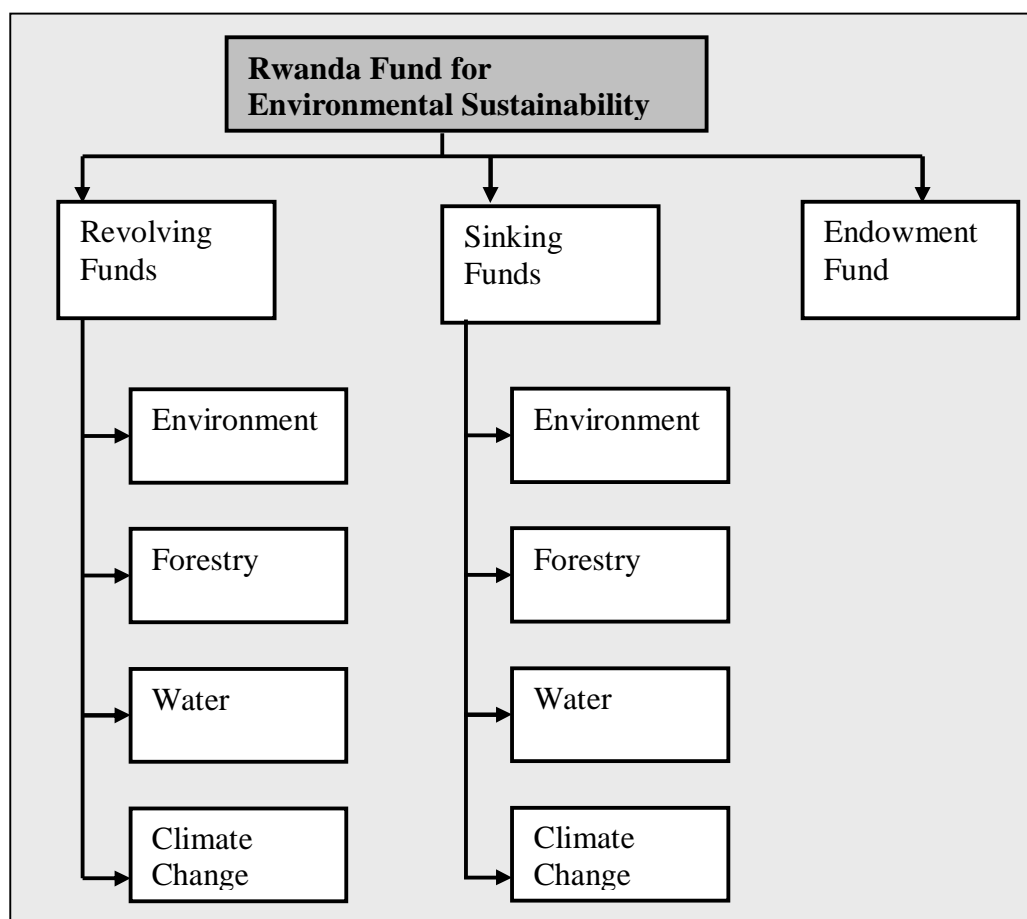 Rwanda Fund for
Environmental Sustainability
Revolving
Funds
Sinking
Funds
Endowment
Fund
Environment
Forestry
Water
Climate
Change
Environment
Forestry
Water
Climate
Change